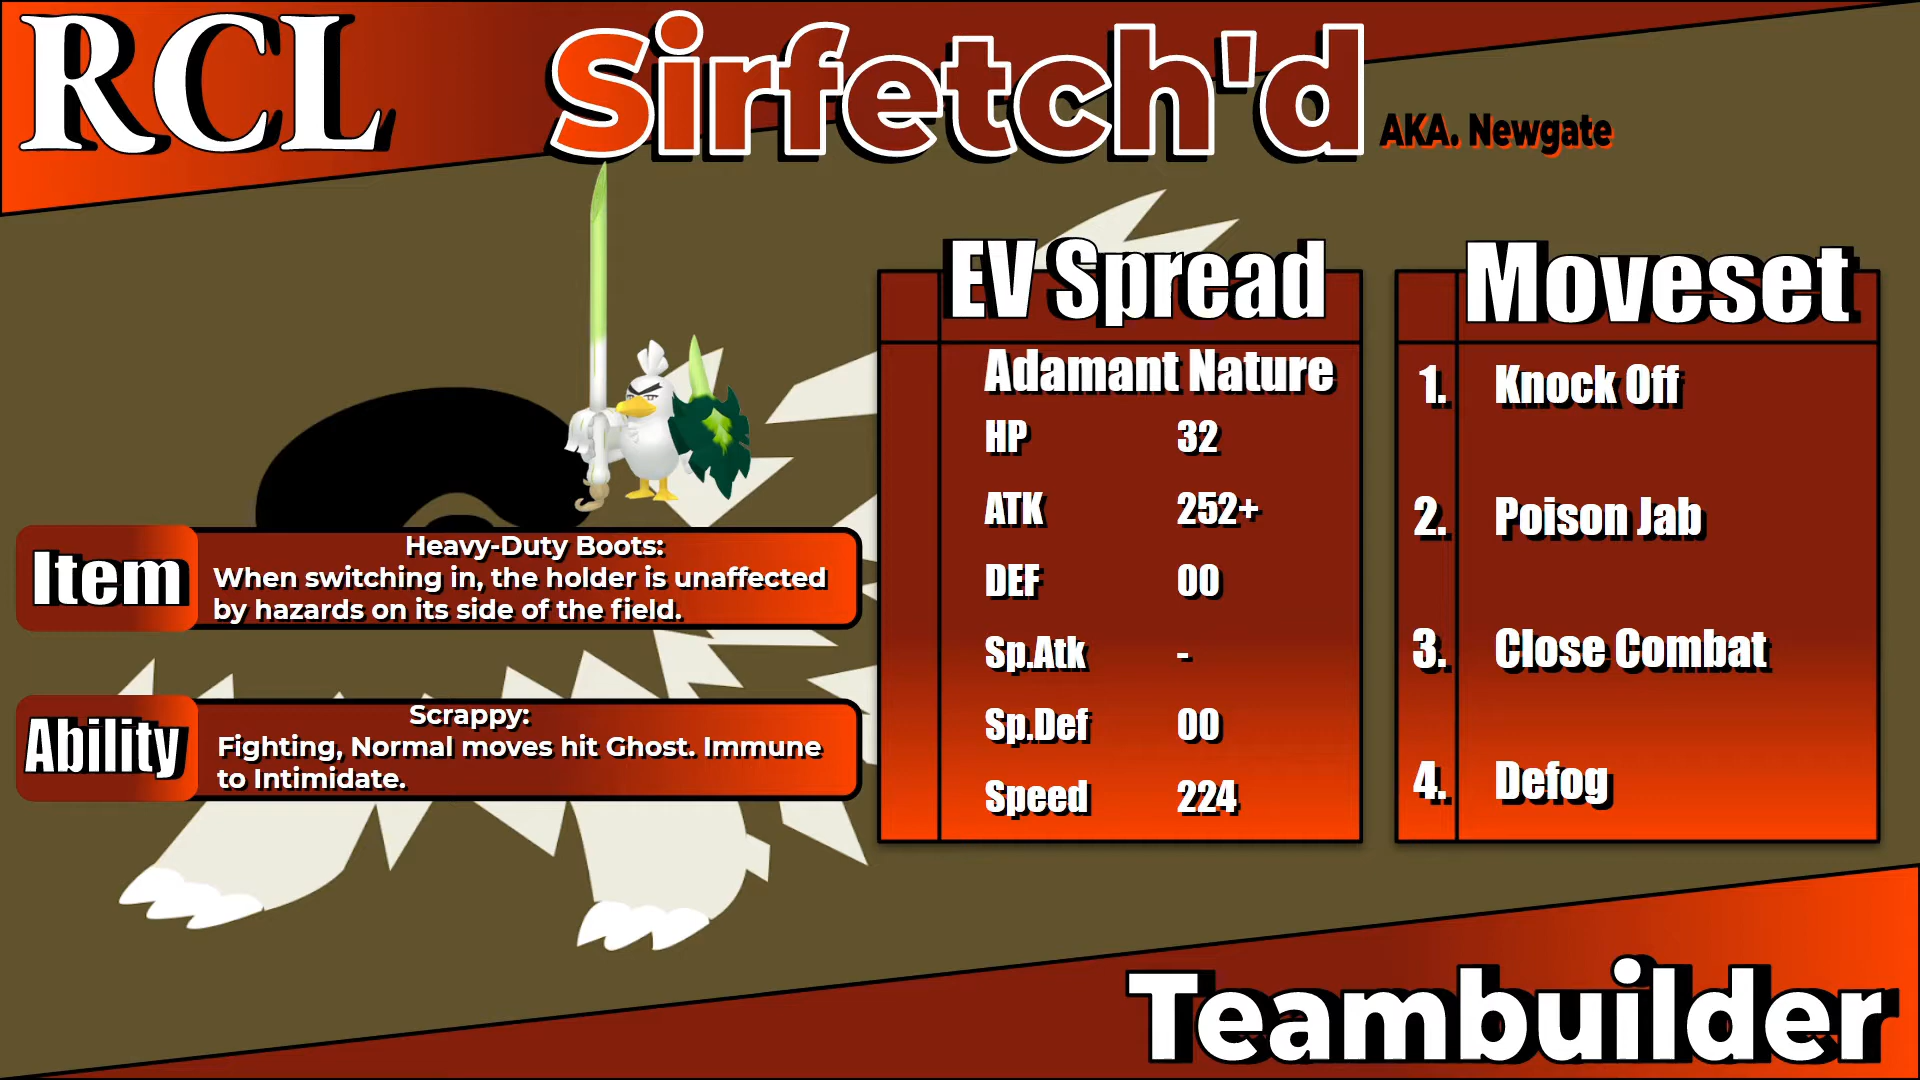 RCL
Sirfetch'd
AKA. Newgate
EV Spread
Adamant Nature
HP 32
ATK 252+
DEF 00
Sp.Atk -
Sp.Def 00
Speed 224
Moveset
1. Knock Off
2. Poison Jab
3. Close Combat
4. Defog
Item
Heavy-Duty Boots:
When switching in, the holder is unaffected
by hazards on its side of the field.
Ability
Scrappy:
Fighting, Normal moves hit Ghost. Immune
to Intimidate.
Teambuilder